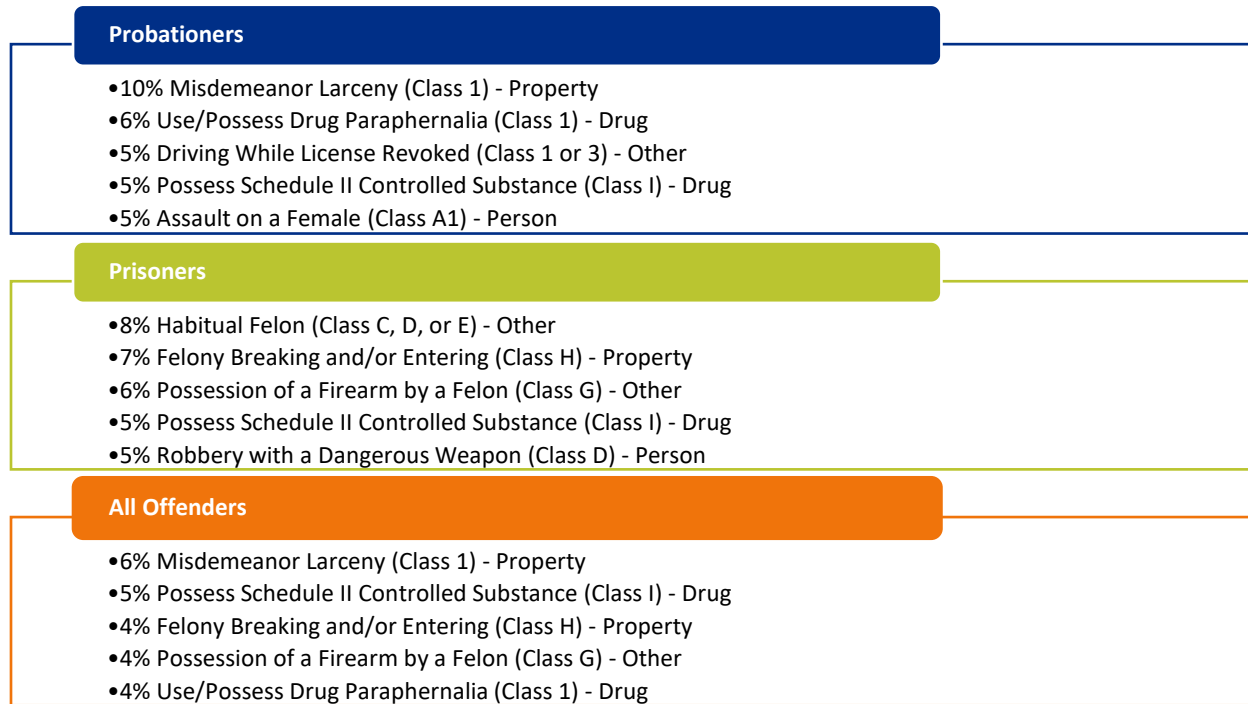 Probationers
•10% Misdemeanor Larceny (Class 1) - Property
•6% Use/Possess Drug Paraphernalia (Class 1) - Drug
•5% Driving While License Revoked (Class 1 or 3) - Other
•5% Possess Schedule II Controlled Substance (Class I) - Drug
•5% Assault on a Female (Class A1) - Person
Prisoners
•8% Habitual Felon (Class C, D, or E) - Other
•7% Felony Breaking and/or Entering (Class H) - Property
•6% Possession of a Firearm by a Felon (Class G) - Other
•5% Possess Schedule II Controlled Substance (Class I) - Drug
•5% Robbery with a Dangerous Weapon (Class D) - Person
All Offenders
•6% Misdemeanor Larceny (Class 1) - Property
•5% Possess Schedule II Controlled Substance (Class I) - Drug
•4% Felony Breaking and/or Entering (Class H) - Property
•4% Possession of a Firearm by a Felon (Class G) - Other
•4% Use/Possess Drug Paraphernalia (Class 1) - Drug